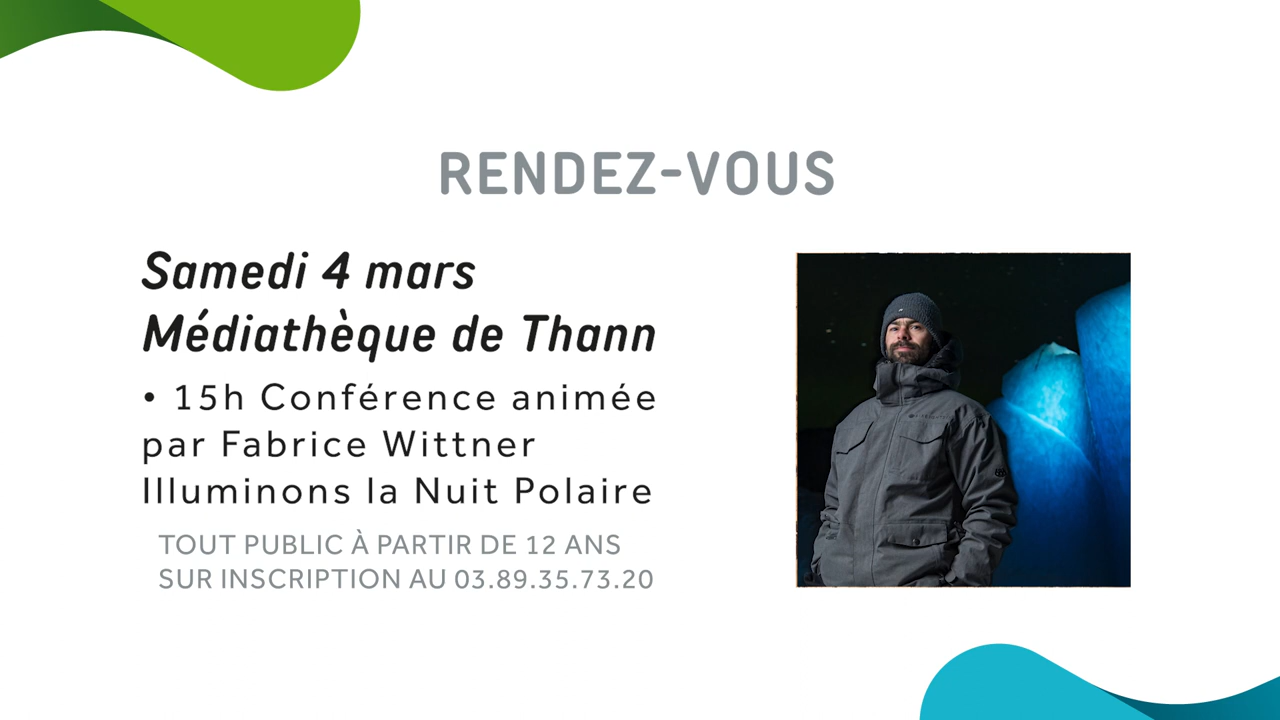 RENDEZ-VOUS
Samedi 4 mars
Médiathèque de Thann
• 15h Conférence animée
par Fabrice Wittner
Illuminons la Nuit Polaire
TOUT PUBLIC À PARTIR DE 12 ANS
SUR INSCRIPTION AU 03.89.35.73.20